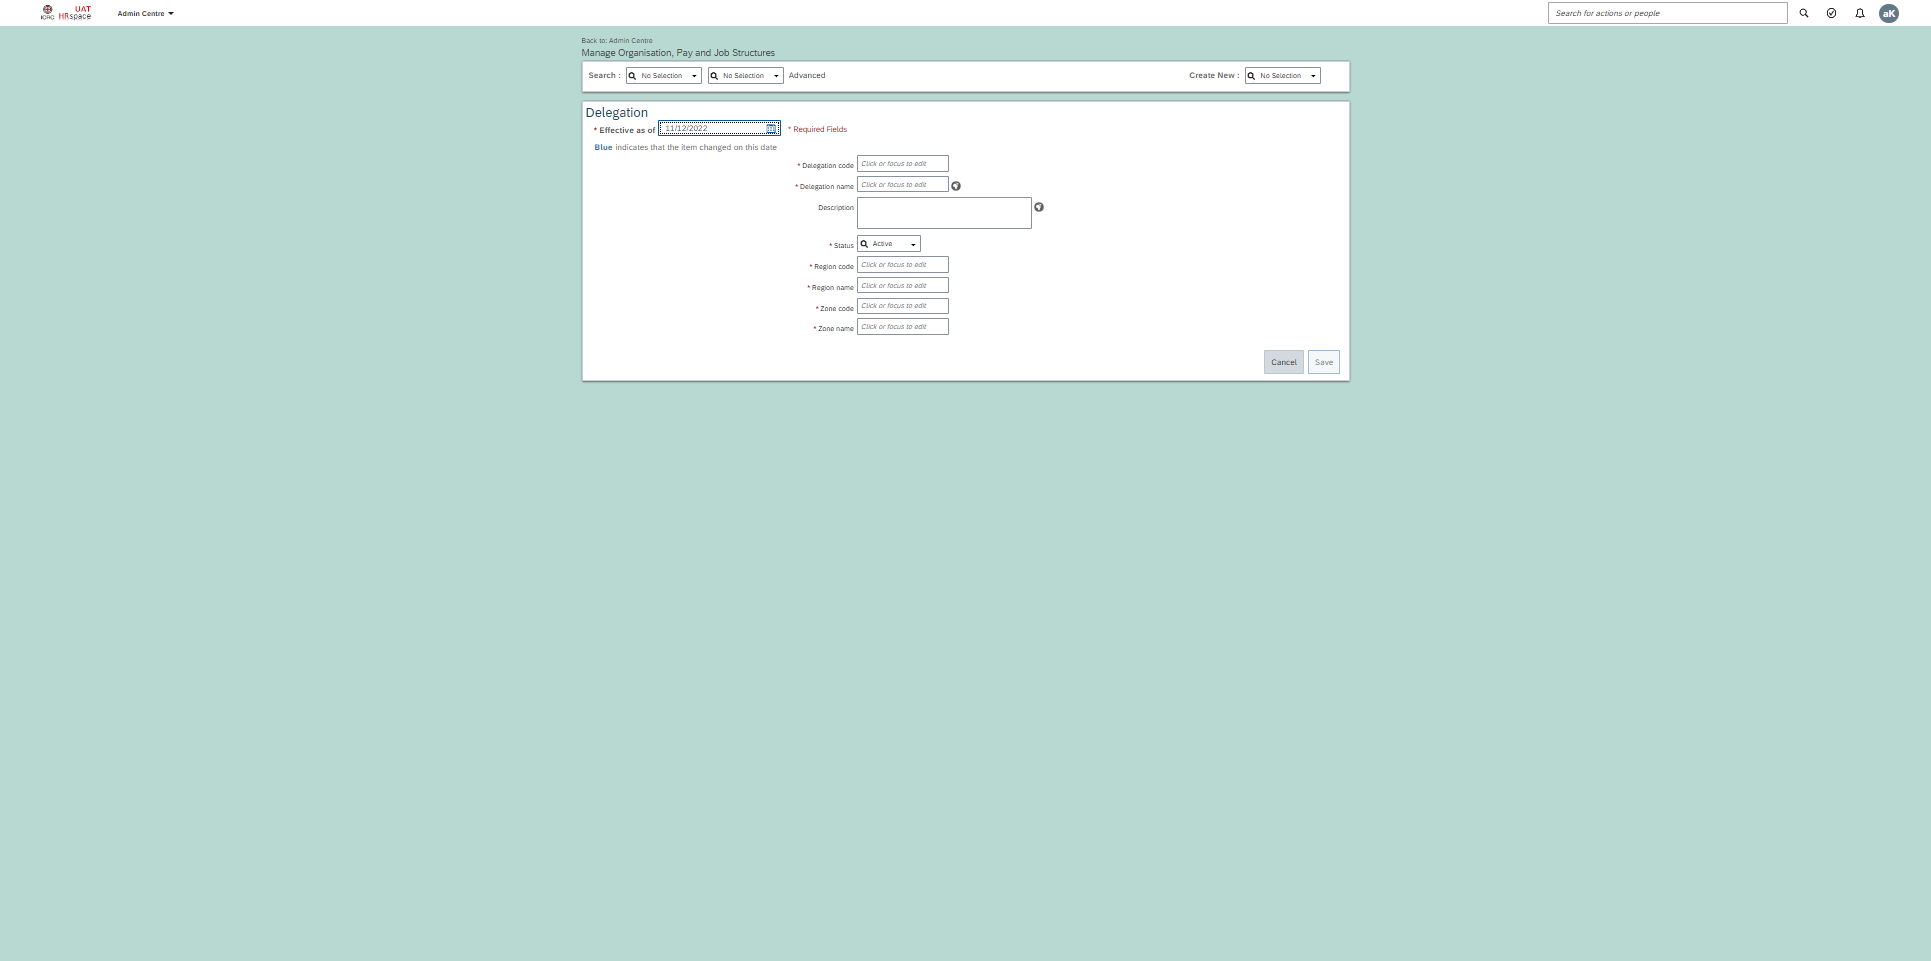 ICRC
UAT
HRspace
Admin Centre
Search for actions or people
aK
Back to: Admin Centre
Manage Organisation, Pay and Job Structures
Search : No Selection No Selection Advanced Create New : No Selection
Delegation
* Effective as of 11/12/2022 * Required Fields
Blue indicates that the item changed on this date
* Delegation code Click or focus to edit
* Delegation name Click or focus to edit
Description
* Status Active
* Region code Click or focus to edit
* Region name Click or focus to edit
* Zone code Click or focus to edit
* Zone name Click or focus to edit
Cancel Save